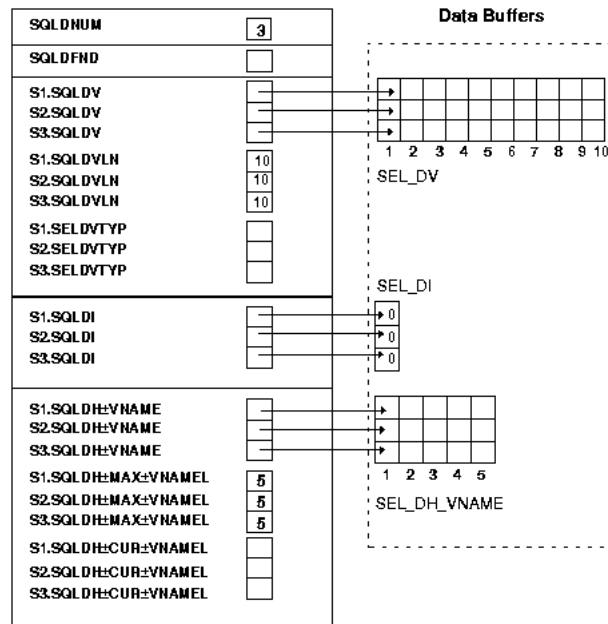 Data Buffers
SQLDNUM 3
SQLDFND
S1.SQLDV
S2.SQLDV
S3.SQLDV
1 2 3 4 5 6 7 8 9 10
SEL_DV
S1.SQLDVLN 10
S2.SQLDVLN 10
S3.SQLDVLN 10
S1.SELDVTYP
S2.SELDVTYP
S3.SELDVTYP
SEL_DI
S1.SQLDI 0
S2.SQLDI 0
S3.SQLDI 0
S1.SQLDH±VNAME
S2.SQLDH±VNAME
S3.SQLDH±VNAME
1 2 3 4 5
SEL_DH_VNAME
S1.SQLDH±MAX±VNAMEL 5
S2.SQLDH±MAX±VNAMEL 5
S3.SQLDH±MAX±VNAMEL 5
S1.SQLDH±CUR±VNAMEL
S2.SQLDH±CUR±VNAMEL
S3.SQLDH±CUR±VNAMEL